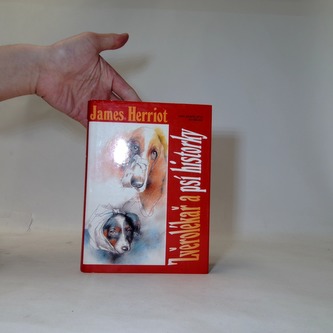 James Herriot
Zvěrolékař a psí historky